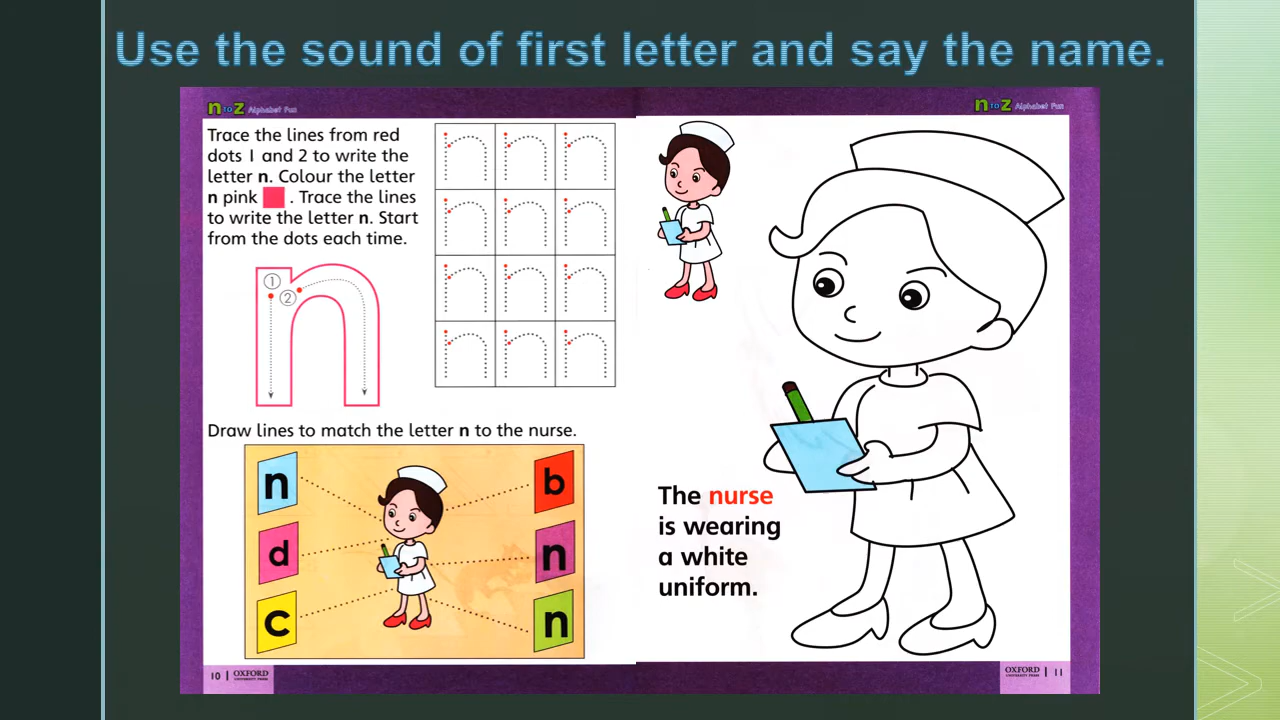 Use the sound of first letter and say the name.
n to z Alphabet Fun
n to z Alphabet Fun
Trace the lines from red
dots 1 and 2 to write the
letter n. Colour the letter
n pink . Trace the lines
to write the letter n. Start
from the dots each time.
1
2
n
Draw lines to match the letter n to the nurse.
n
b
d
n
c
n
The nurse
is wearing
a white
uniform.
10 | OXFORD
UNIVERSITY PRESS
OXFORD | 11
UNIVERSITY PRESS